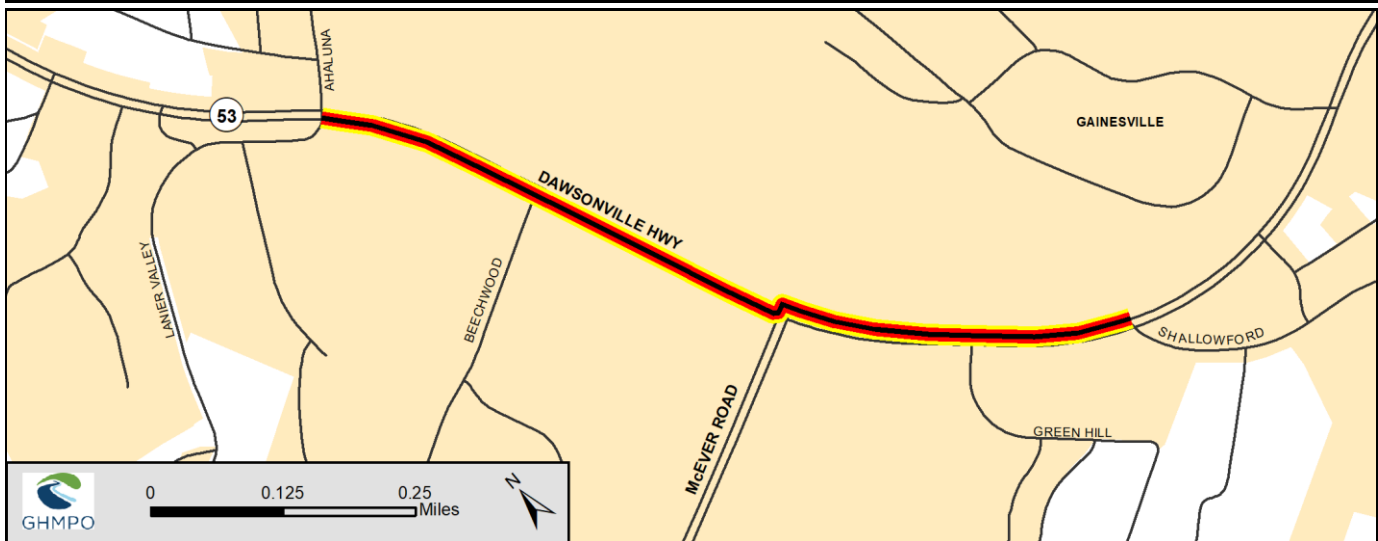 AHALUNA
53
GAINESVILLE
DAWSONVILLE HWY
LANIER VALLEY
BEECHWOOD
SHALLOWFORD
McEVER ROAD
GREEN HILL
GHMPO
0 0.125 0.25
Miles
N